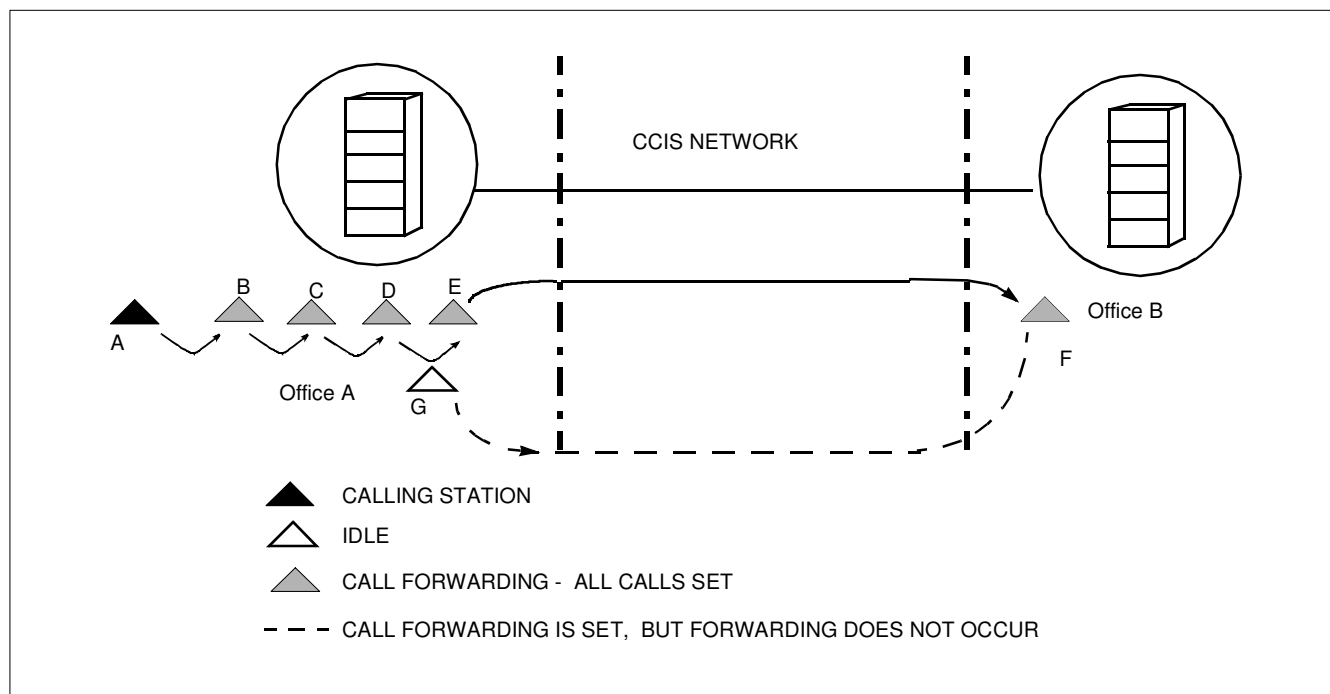 CCIS NETWORK
B
C
D
E
A
Office B
F
Office A
G
CALLING STATION
IDLE
CALL FORWARDING - ALL CALLS SET
CALL FORWARDING IS SET, BUT FORWARDING DOES NOT OCCUR